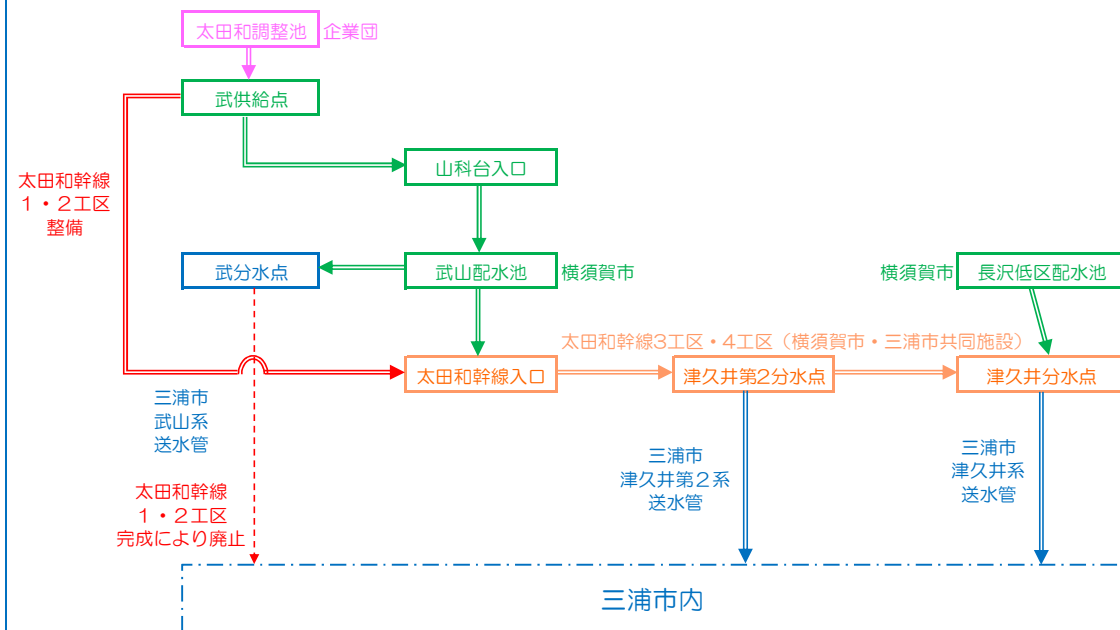 太田和調整池
企業団
武供給点
山科台入口
太田和幹線
1・2工区
整備
武分水点
武山配水池
横須賀市
横須賀市
長沢低区配水池
太田和幹線3工区・4工区（横須賀市・三浦市共同施設）
太田和幹線入口
津久井第2分水点
津久井分水点
三浦市
武山系
送水管
三浦市
津久井第2系
送水管
三浦市
津久井系
送水管
太田和幹線
1・2工区
完成により廃止
三浦市内